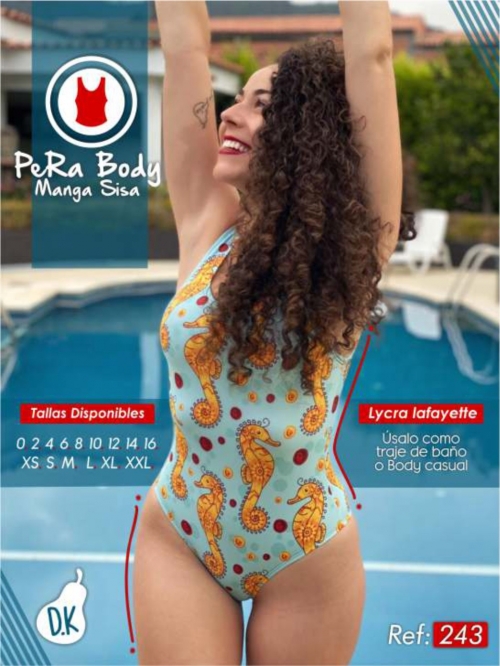 PeRa Body
Manga Sisa
Tallas Disponibles
0 2 4 6 8 10 12 14 16
XS S M L XL XXL
Lycra lafayette
Úsalo como
traje de baño
o Body casual
D.K
Ref: 243